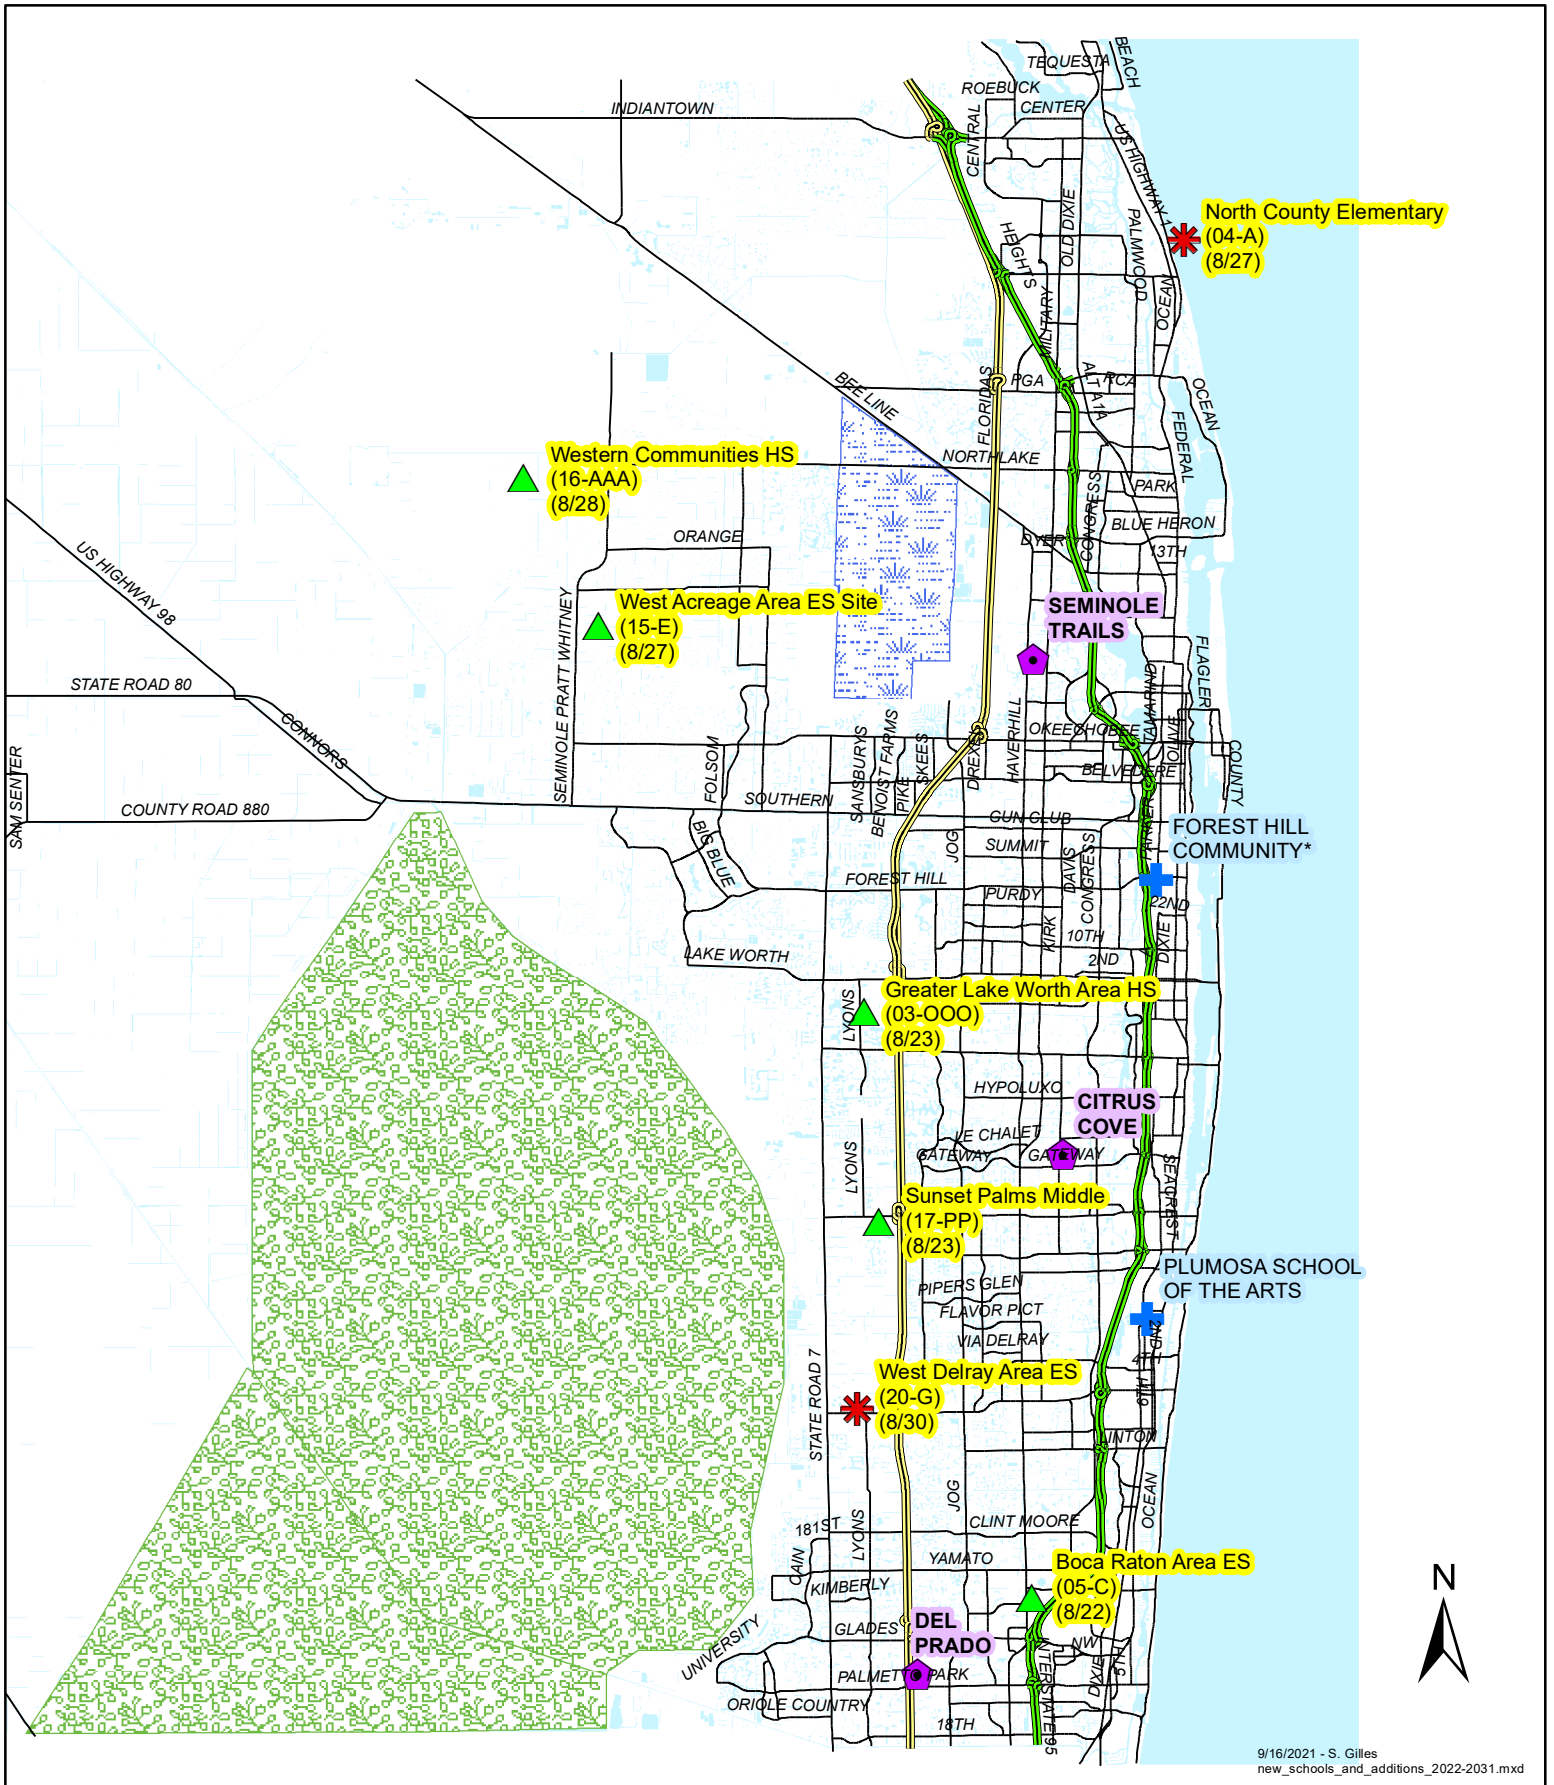 TEQUESTA
BEACH
ROEBUCK
CENTER
INDIANTOWN
CENTRAL
US HIGHWAY 1
North County Elementary
(04-A)
(8/27)
OLD DIXIE
PALMWOOD
HEIGHTS
OCEAN
MILITARY
BEE LINE
FLORIDAS
PGA
RCA
ALT A1A
OCEAN
FEDERAL
Western Communities HS
(16-AAA)
(8/28)
NORTHLAKE
PARK
CONGRESS
BLUE HERON
ORANGE
DYER
13TH
US HIGHWAY 98
SEMINOLE PRATT WHITNEY
West Acreage Area ES Site
(15-E)
(8/27)
SEMINOLE
TRAILS
FLAGLER
STATE ROAD 80
TAMARIND
CONNORS
SANSBURYS
BENOIST FARMS
SKEES
PIKE
DREXEL
HAVERHILL
OKEECHOBEE
OLIVE
COUNTY
SAM SENTER
FOLSOM
BELVEDERE
COUNTY ROAD 880
SOUTHERN
GUN CLUB
PARKER
FOREST HILL
COMMUNITY*
BIG BLUE
JOG
SUMMIT
DAVIS
CONGRESS
FOREST HILL
PURDY
22ND
KIRK
10TH
DIXIE
LAKE WORTH
2ND
Greater Lake Worth Area HS
(03-OOO)
(8/23)
LYONS
HYPOLUXO
CITRUS
COVE
LE CHALET
GATEWAY
GATEWAY
LYONS
SEACREST
Sunset Palms Middle
(17-PP)
(8/23)
PLUMOSA SCHOOL
OF THE ARTS
PIPERS GLEN
FLAVOR PICT
VIA DELRAY
2ND
4TH
STATE ROAD 7
West Delray Area ES
(20-G)
(8/30)
LINTON
JOG
OCEAN
181ST
LYONS
CLINT MOORE
CAIN
YAMATO
Boca Raton Area ES
(05-C)
(8/22)
KIMBERLY
DEL
PRADO
GLADES
UNIVERSITY
NW
PALMETTO PARK
INTERSTATE 95
DIXIE
5TH
ORIOLE COUNTRY
18TH
N
9/16/2021 - S. Gilles
new_schools_and_additions_2022-2031.mxd